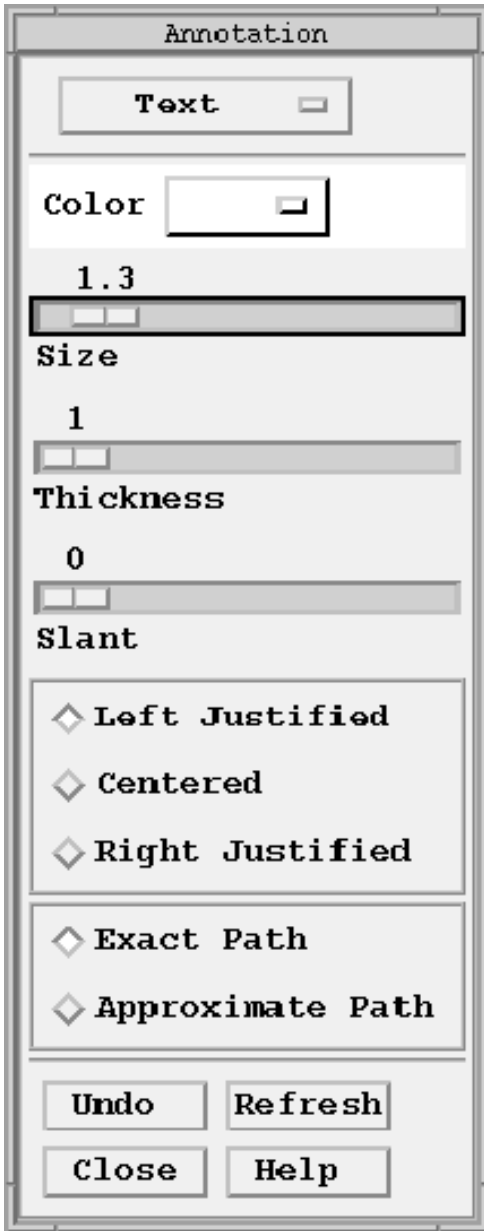 Annotation
Text
Color
1.3
Size
1
Thickness
0
Slant
Left Justified
Centered
Right Justified
Exact Path
Approximate Path
Undo Refresh
Close Help